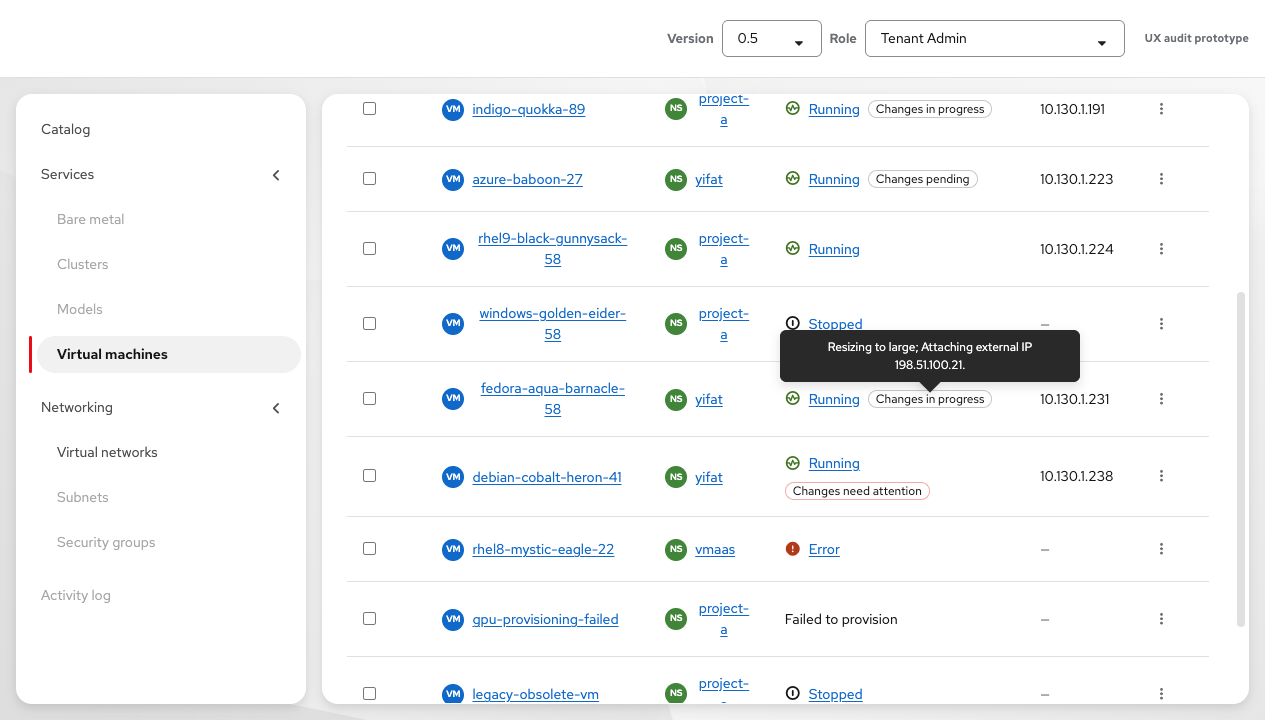 Version 0.5 Role Tenant Admin UX audit prototype
Catalog
Services
Bare metal
Clusters
Models
Virtual machines
Networking
Virtual networks
Subnets
Security groups
Activity log
VM indigo-quokka-89 NS project-a Running Changes in progress 10.130.1.191
VM azure-baboon-27 NS yifat Running Changes pending 10.130.1.223
VM rhel9-black-gunnysack-58 NS project-a Running 10.130.1.224
VM windows-golden-eider-58 NS project-a Stopped –
Resizing to large; Attaching external IP
198.51.100.21.
VM fedora-aqua-barnacle-58 NS yifat Running Changes in progress 10.130.1.231
VM debian-cobalt-heron-41 NS yifat Running 10.130.1.238
Changes need attention
VM rhel8-mystic-eagle-22 NS vmaas Error –
VM gpu-provisioning-failed NS project-a Failed to provision –
VM legacy-obsolete-vm NS project- Stopped –